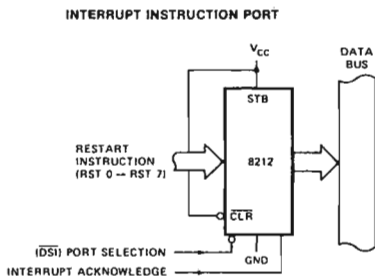 INTERRUPT INSTRUCTION PORT
VCC
DATA
BUS
STB
RESTART
INSTRUCTION
(RST 0 – RST 7)
8212
CLR
(DSI) PORT SELECTION
GND
INTERRUPT ACKNOWLEDGE